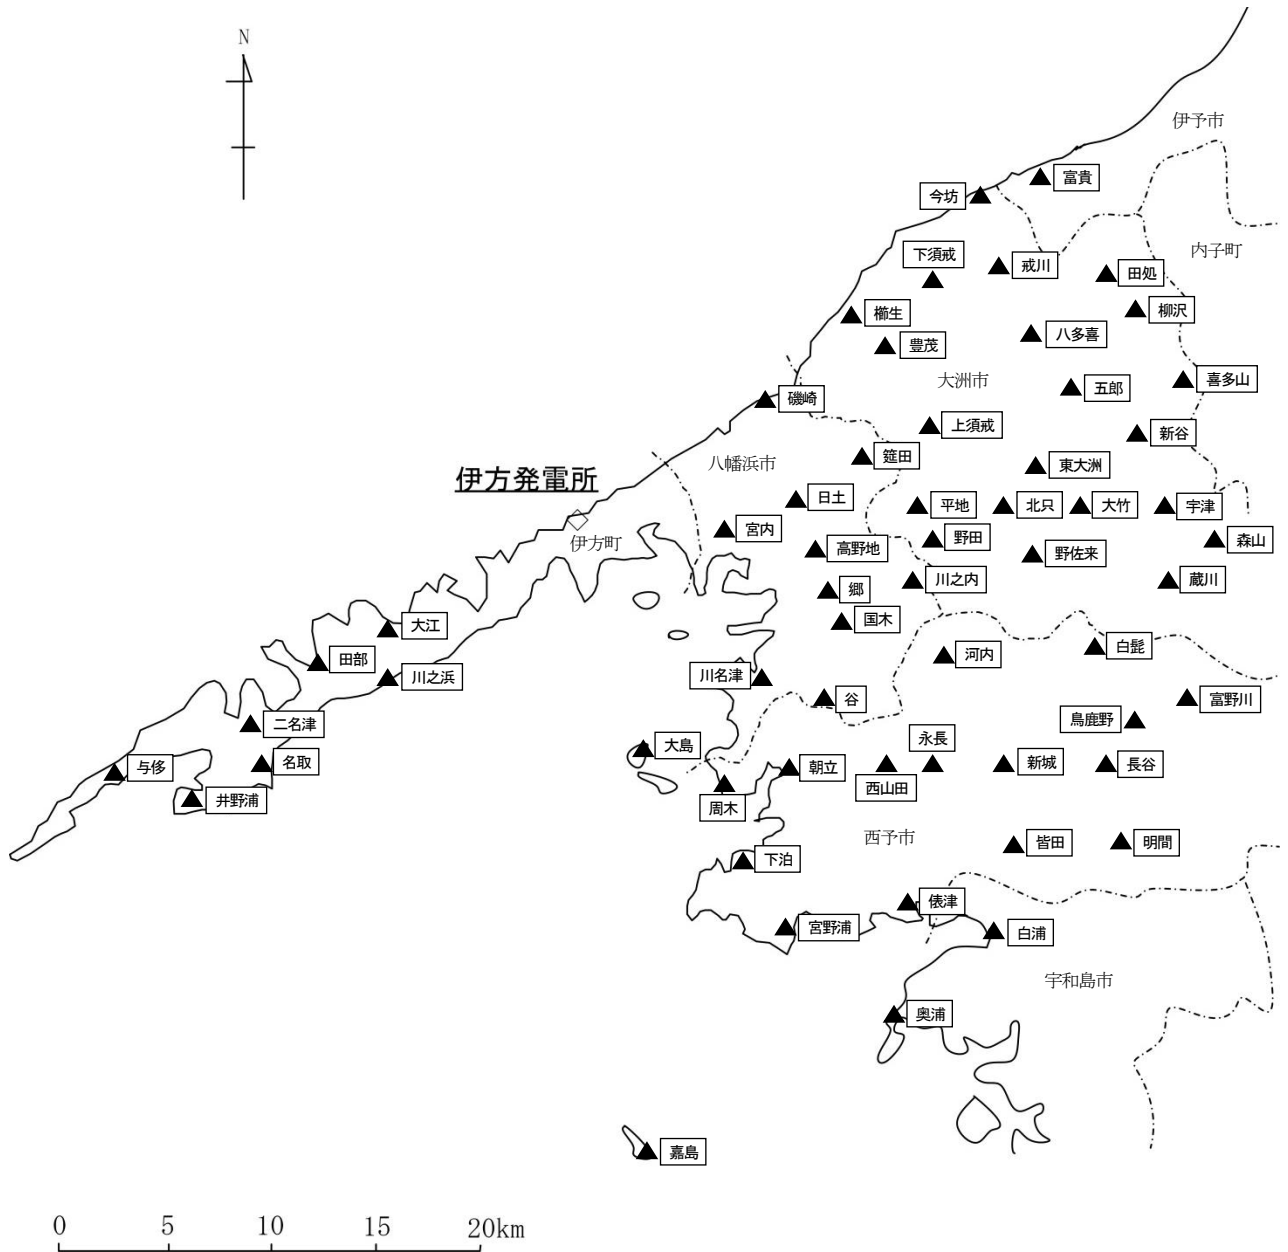 N
伊予市
富貴
今坊
内子町
下須戒
戒川
田処
櫛生
柳沢
豊茂
八多喜
大洲市
五郎
喜多山
磯崎
上須戒
新谷
八幡浜市
筵田
東大洲
伊方発電所
日土
平地
北只
大竹
宇津
伊方町
宮内
高野地
野田
野佐来
森山
郷
川之内
蔵川
大江
国木
田部
川之浜
川名津
河内
白髭
谷
富野川
二名津
大島
永長
鳥鹿野
与侈
名取
朝立
新城
長谷
井野浦
周木
西山田
西予市
皆田
明間
下泊
俵津
宮野浦
白浦
宇和島市
奥浦
嘉島
0 5 10 15 20km